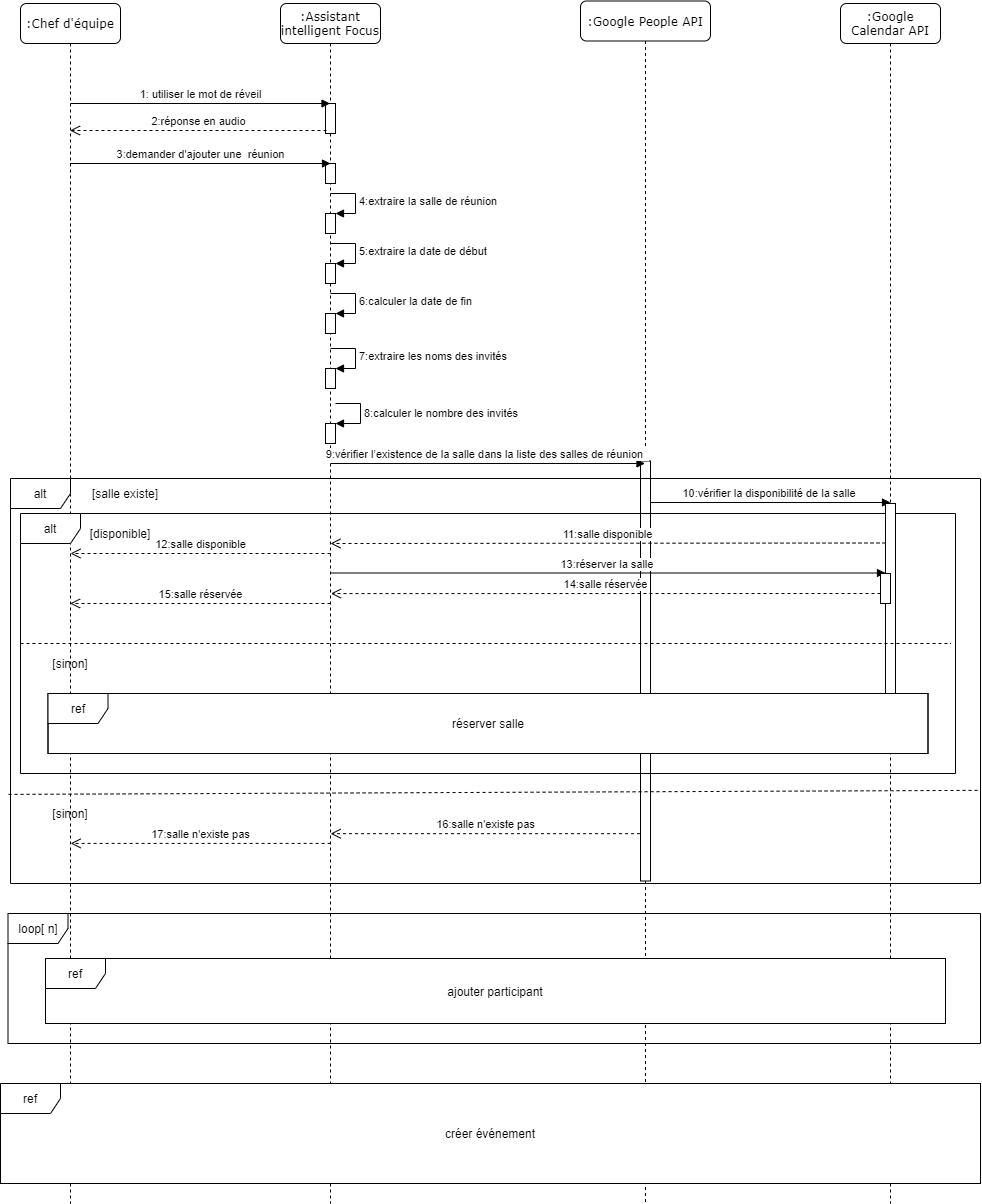 :Chef d'équipe
:Assistant
intelligent Focus
:Google People API
:Google
Calendar API
1: utiliser le mot de réveil
2:réponse en audio
3:demander d'ajouter une réunion
4:extraire la salle de réunion
5:extraire la date de début
6:calculer la date de fin
7:extraire les noms des invités
8:calculer le nombre des invités
9:vérifier l'existence de la salle dans la liste des salles de réunion
alt
[salle existe]
10:vérifier la disponibilité de la salle
alt
[disponible]
11:salle disponible
12:salle disponible
13:réserver la salle
14:salle réservée
15:salle réservée
[sinon]
ref
réserver salle
[sinon]
16:salle n'existe pas
17:salle n'existe pas
loop[ n]
ref
ajouter participant
ref
créer événement